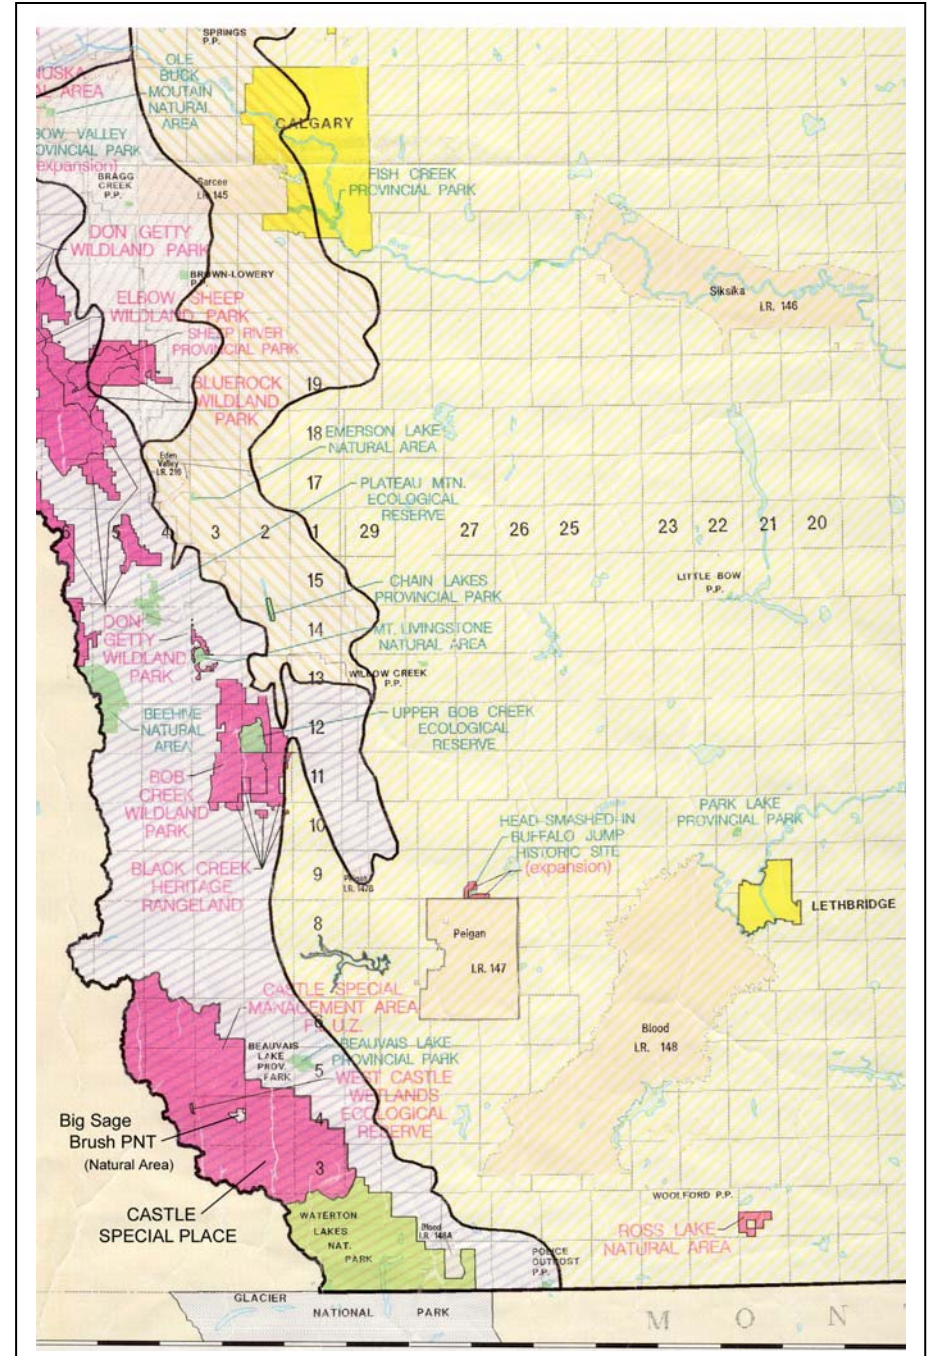 SPRINGS
P.P.
OLE
BUCK
MOUTAIN
NATURAL
AREA
AREA
BOW VALLEY
PROVINCIAL PARK
(expansion)
BRAGG
CREEK
P.P.
Sarcee
I.R. 145
CALGARY
FISH CREEK
PROVINCIAL PARK
DON GETTY
WILDLAND PARK
BROWN-LOWERY
P.P.
Siksika
I.R. 146
ELBOW SHEEP
WILDLAND PARK
SHEEP RIVER
PROVINCIAL PARK
BLUEROCK
WILDLAND
PARK
19
18
EMERSON LAKE
NATURAL AREA
Eden
Valley
I.R. 216
17
PLATEAU MTN.
ECOLOGICAL
RESERVE
6 5 4 3 2 1 29 27 26 25 23 22 21 20
15
CHAIN LAKES
PROVINCIAL PARK
LITTLE BOW
P.P.
14
DON
GETTY
WILDLAND
PARK
MT. LIVINGSTONE
NATURAL AREA
13
WILLOW CREEK
P.P.
BEEHIVE
NATURAL
AREA
12
UPPER BOB CREEK
ECOLOGICAL
RESERVE
11
BOB
CREEK
WILDLAND
PARK
10
HEAD-SMASHED-IN
BUFFALO JUMP
HISTORIC SITE
(expansion)
PARK LAKE
PROVINCIAL PARK
BLACK CREEK
HERITAGE
RANGELAND
9
I.R. 147B
LETHBRIDGE
8
Peigan
I.R. 147
CASTLE SPECIAL
MANAGEMENT AREA
F.L.U.Z.
6
Blood
I.R. 148
BEAUVAIS
LAKE
PROV.
PARK
BEAUVAIS LAKE
PROVINCIAL PARK
5
WEST CASTLE
WETLANDS
ECOLOGICAL
RESERVE
4
Big Sage
Brush PNT
(Natural Area)
3
CASTLE
SPECIAL PLACE
WOOLFORD P.P.
ROSS LAKE
NATURAL AREA
WATERTON
LAKES
NAT.
PARK
Blood
I.R. 148A
POLICE
OUTPOST
P.P.
GLACIER
NATIONAL PARK
M O N